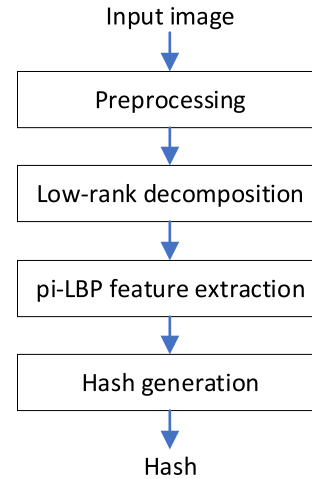 Input image
Preprocessing
Low-rank decomposition
pi-LBP feature extraction
Hash generation
Hash